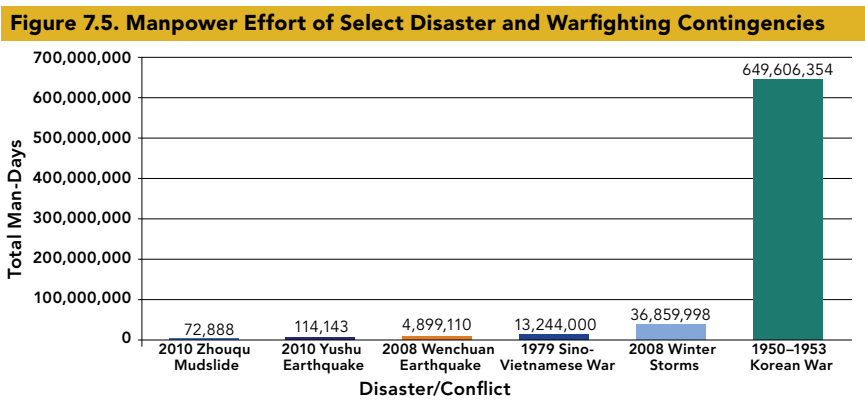 Figure 7.5. Manpower Effort of Select Disaster and Warfighting Contingencies
Total Man-Days
700,000,000
600,000,000
500,000,000
400,000,000
300,000,000
200,000,000
100,000,000
0
72,888
114,143
4,899,110
13,244,000
36,859,998
649,606,354
2010 Zhouqu
Mudslide
2010 Yushu
Earthquake
2008 Wenchuan
Earthquake
1979 Sino-
Vietnamese War
2008 Winter
Storms
1950–1953
Korean War
Disaster/Conflict